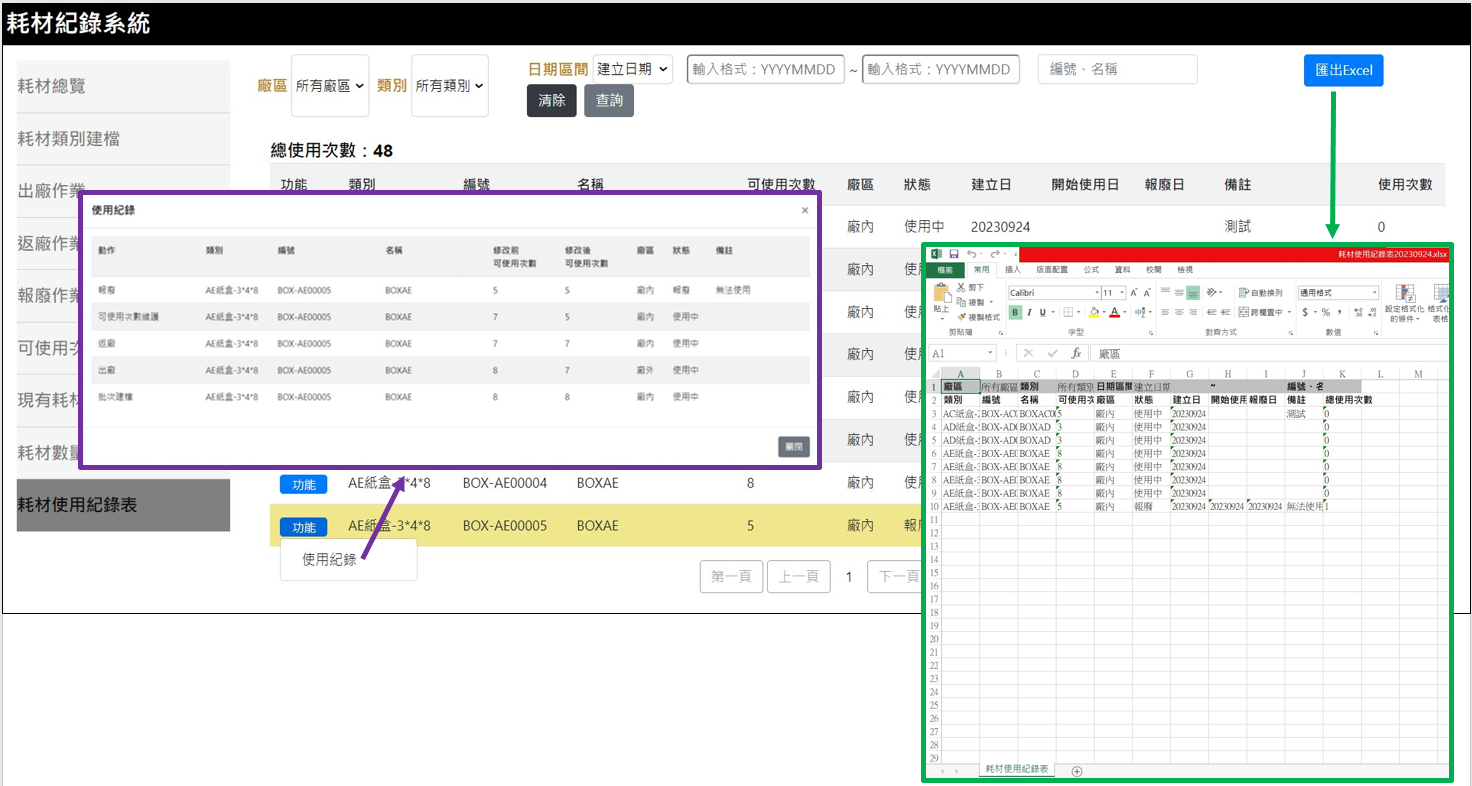 耗材紀錄系統
耗材總覽
耗材類別建檔
出廠作業
返廠作業
報廢作業
可使用次
現有耗材
耗材數量
耗材使用紀錄表
廠區 所有廠區 類別 所有類別 日期區間 建立日期 輸入格式：YYYYMMDD ~ 輸入格式：YYYYMMDD 編號、名稱 匯出Excel
清除 查詢
總使用次數：48
功能 類別 編號 名稱 可使用次數 廠區 狀態 建立日 開始使用日 報廢日 備註 使用次數
廠內 使用中 20230924 測試 0
廠內
廠內
廠內
廠內
廠內
功能 AE紙盒-3*4*8 BOX-AE00004 BOXAE 8 廠內
功能 AE紙盒-3*4*8 BOX-AE00005 BOXAE 5 廠內
使用紀錄
第一頁 上一頁 1 下一頁
使用紀錄 ×
動作 類別 編號 名稱 修改前可使用次數 修改後可使用次數 廠區 狀態 備註
報廢 AE紙盒-3*4*8 BOX-AE00005 BOXAE 5 5 廠內 報廢 無法使用
可使用次數維護 AE紙盒-3*4*8 BOX-AE00005 BOXAE 7 5 廠內 使用中
返廠 AE紙盒-3*4*8 BOX-AE00005 BOXAE 7 7 廠內 使用中
出廠 AE紙盒-3*4*8 BOX-AE00005 BOXAE 8 7 廠外 使用中
批次建檔 AE紙盒-3*4*8 BOX-AE00005 BOXAE 8 8 廠內 使用中
關閉
耗材使用紀錄表20230924.xlsx
檔案 常用 插入 版面配置 公式 資料 校閱 檢視
貼上 剪下 複製 複製格式 Calibri 11 自動換列 跨欄置中 通用格式 設定格式化的條件 格式化表格
剪貼簿 字型 對齊方式 數值
A1 fx 廠區
A B C D E F G H I J K L M
1 廠區 所有廠區 類別 所有類別 日期區間 建立日期 ~ 編號、名
2 類別 編號 名稱 可使用次 廠區 狀態 建立日 開始使用 報廢日 備註 總使用次數
3 AC紙盒- BOX-AC BOXAC 5 廠內 使用中 20230924 測試 0
4 AD紙盒- BOX-AD BOXAD 3 廠內 使用中 20230924 0
5 AD紙盒- BOX-AD BOXAD 3 廠內 使用中 20230924 0
6 AE紙盒- BOX-AE BOXAE 8 廠內 使用中 20230924 0
7 AE紙盒- BOX-AE BOXAE 8 廠內 使用中 20230924 0
8 AE紙盒- BOX-AE BOXAE 8 廠內 使用中 20230924 0
9 AE紙盒- BOX-AE BOXAE 8 廠內 使用中 20230924 0
10 AE紙盒- BOX-AE BOXAE 5 廠內 報廢 20230924 20230924 20230924 無法使用 1
11
12
13
14
15
16
17
18
19
20
21
22
23
24
25
26
27
28
29
耗材使用紀錄表